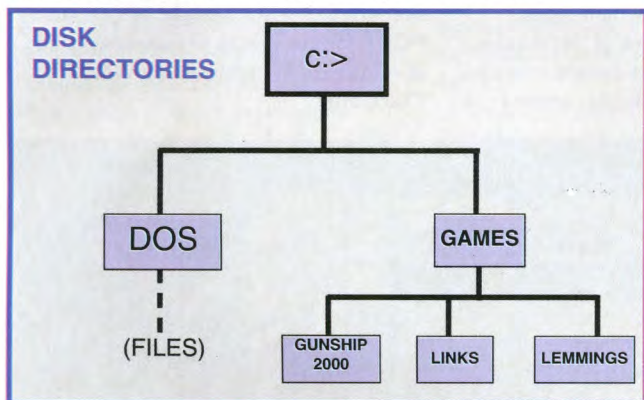 DISK
DIRECTORIES
c:>
DOS
GAMES
(FILES)
GUNSHIP
2000
LINKS
LEMMINGS